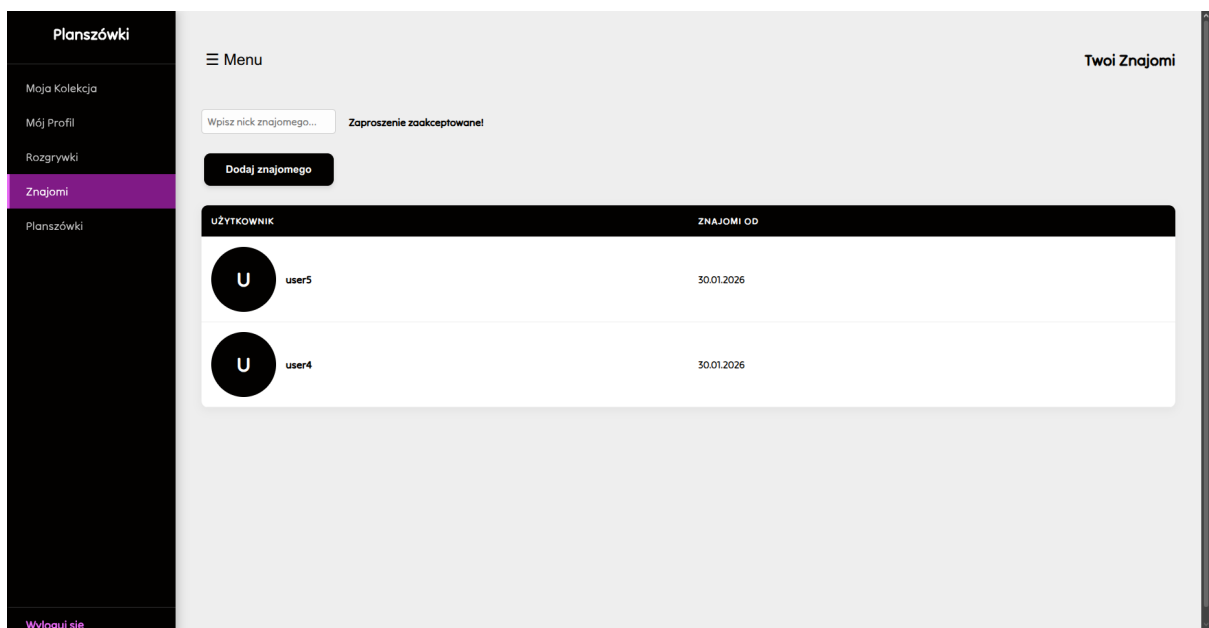 Planszówki
Moja Kolekcja
Mój Profil
Rozgrywki
Znajomi
Planszówki
Wyloguj się
☰ Menu
Twoi Znajomi
Wpisz nick znajomego...
Zaproszenie zaakceptowane!
Dodaj znajomego
UŻYTKOWNIK ZNAJOMI OD
U user5 30.01.2026
U user4 30.01.2026